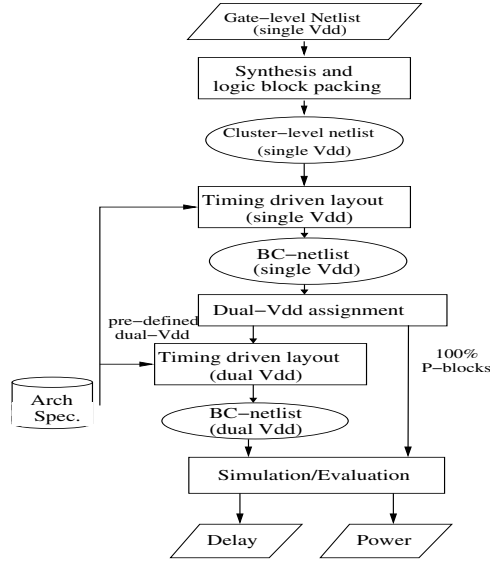 Gate-level Netlist
(single Vdd)
Synthesis and
logic block packing
Cluster-level netlist
(single Vdd)
Timing driven layout
(single Vdd)
BC-netlist
(single Vdd)
Dual-Vdd assignment
pre-defined
dual-Vdd
100%
P-blocks
Timing driven layout
(dual Vdd)
Arch
Spec.
BC-netlist
(dual Vdd)
Simulation/Evaluation
Delay
Power